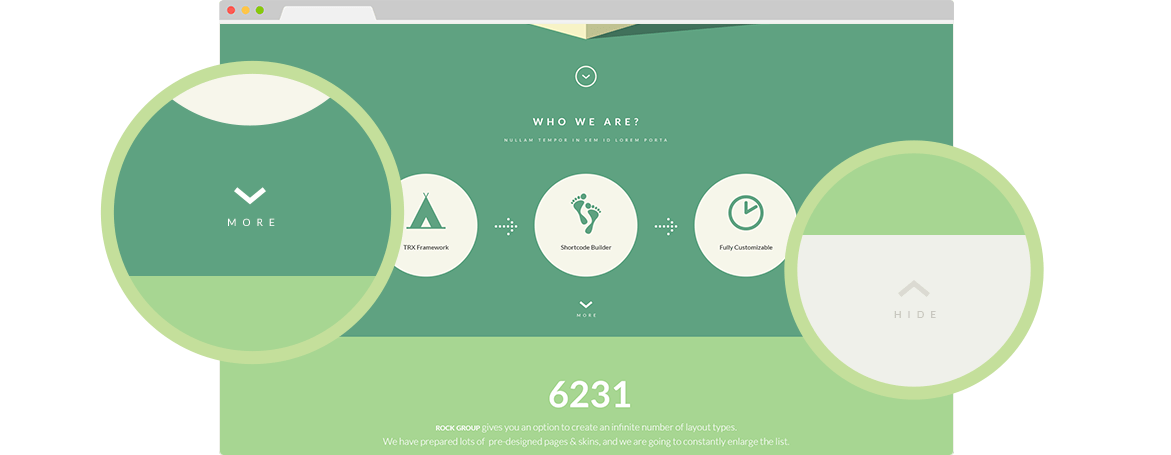 WHO WE ARE?
NULLAM TEMPOR IN SEM ID LOREM PORTA
MORE
TRX Framework
Shortcode Builder
Fully Customizable
MORE
HIDE
6231
ROCK GROUP gives you an option to create an infinite number of layout types.
We have prepared lots of pre-designed pages & skins, and we are going to constantly enlarge the list.